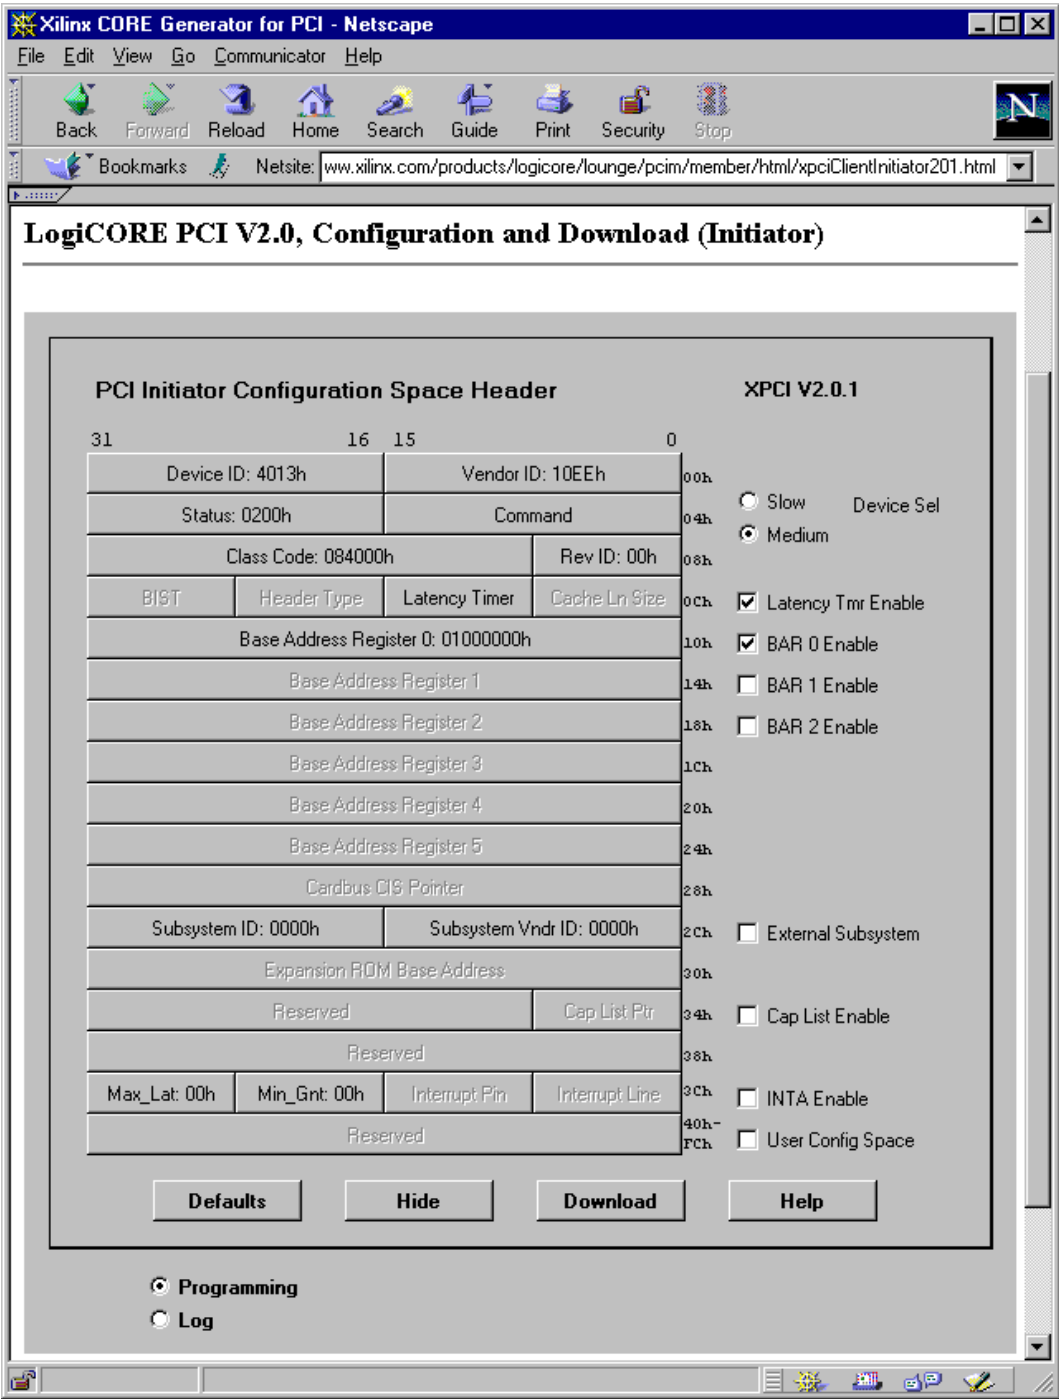 Xilinx CORE Generator for PCI - Netscape
File Edit View Go Communicator Help
Back Forward Reload Home Search Guide Print Security Stop
N
Bookmarks Netsite: ww.xilinx.com/products/logicore/lounge/pcim/member/html/xpciClientInitiator201.html
LogiCORE PCI V2.0, Configuration and Download (Initiator)
PCI Initiator Configuration Space Header XPCI V2.0.1
31 16 15 0
Device ID: 4013h Vendor ID: 10EEh 00h
Slow Device Sel
Status: 0200h Command 04h
Medium
Class Code: 084000h Rev ID: 00h 08h
BIST Header Type Latency Timer Cache Ln Size 0Ch Latency Tmr Enable
Base Address Register 0: 01000000h 10h BAR 0 Enable
Base Address Register 1 14h BAR 1 Enable
Base Address Register 2 18h BAR 2 Enable
Base Address Register 3 1Ch
Base Address Register 4 20h
Base Address Register 5 24h
Cardbus CIS Pointer 28h
Subsystem ID: 0000h Subsystem Vndr ID: 0000h 2Ch External Subsystem
Expansion ROM Base Address 30h
Reserved Cap List Ptr 34h Cap List Enable
Reserved 38h
Max_Lat: 00h Min_Gnt: 00h Interrupt Pin Interrupt Line 3Ch INTA Enable
Reserved 40h-FCh User Config Space
Defaults Hide Download Help
Programming
Log